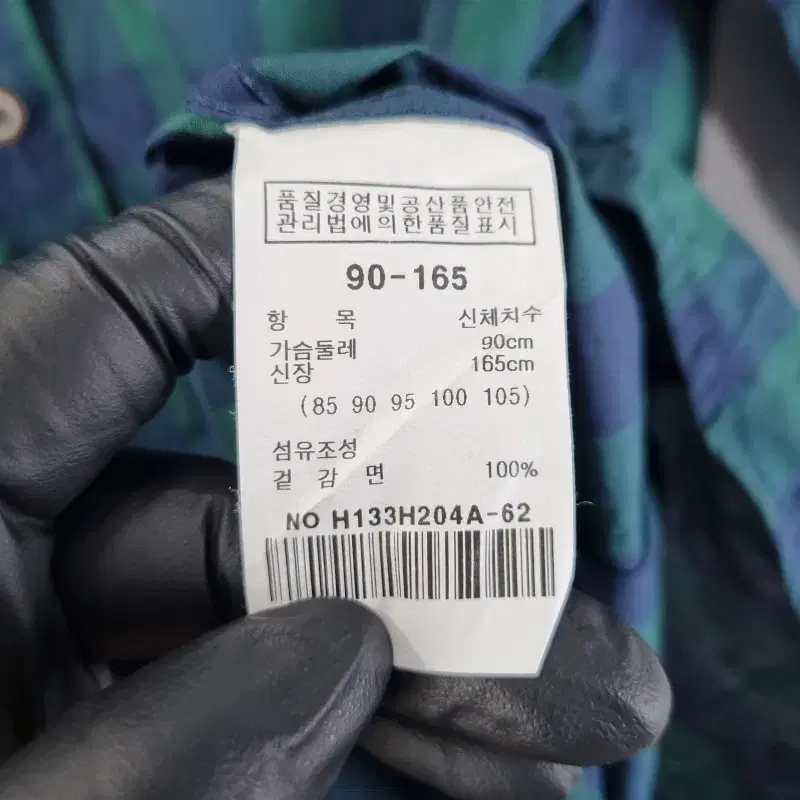 품질경영및공산품안전
관리법에의한품질표시
90-165
항 목 신체치수
가슴둘레 90cm
신장 165cm
(85 90 95 100 105)
섬유조성
겉 감 면 100%
NO H133H204A-62